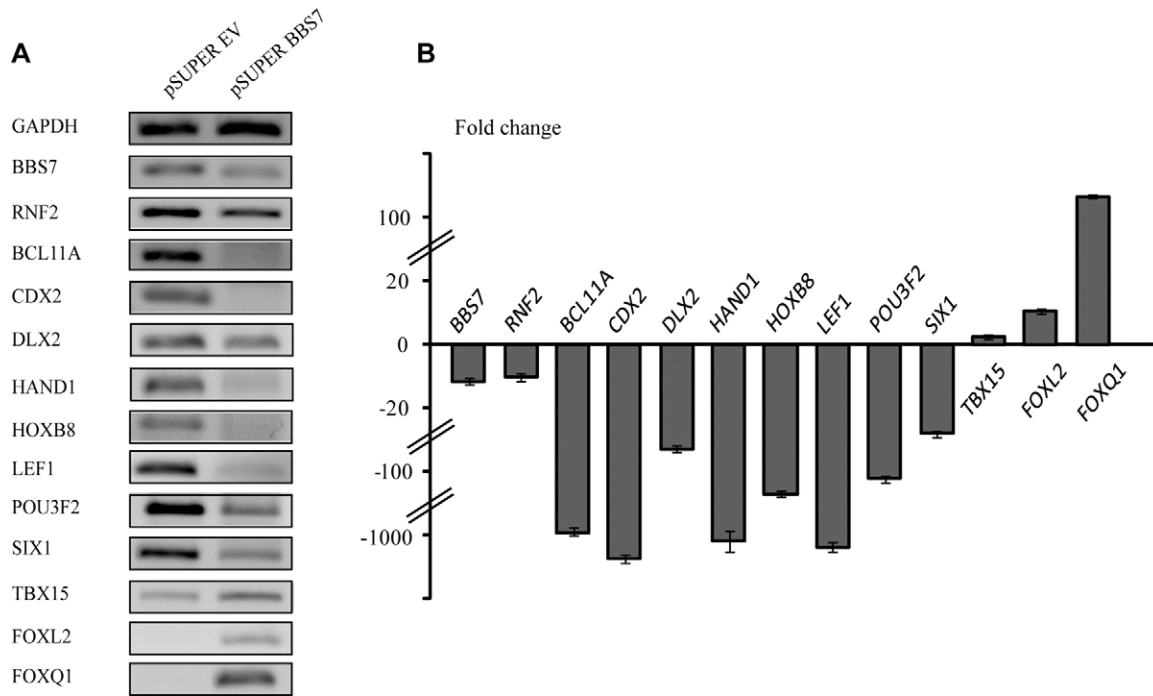 A
pSUPER EV
pSUPER BBS7
GAPDH
BBS7
RNF2
BCL11A
CDX2
DLX2
HAND1
HOXB8
LEF1
POU3F2
SIX1
TBX15
FOXL2
FOXQ1
B
Fold change
100
20
0
-20
-100
-1000
BBS7
RNF2
BCL11A
CDX2
DLX2
HAND1
HOXB8
LEF1
POU3F2
SIX1
TBX15
FOXL2
FOXQ1